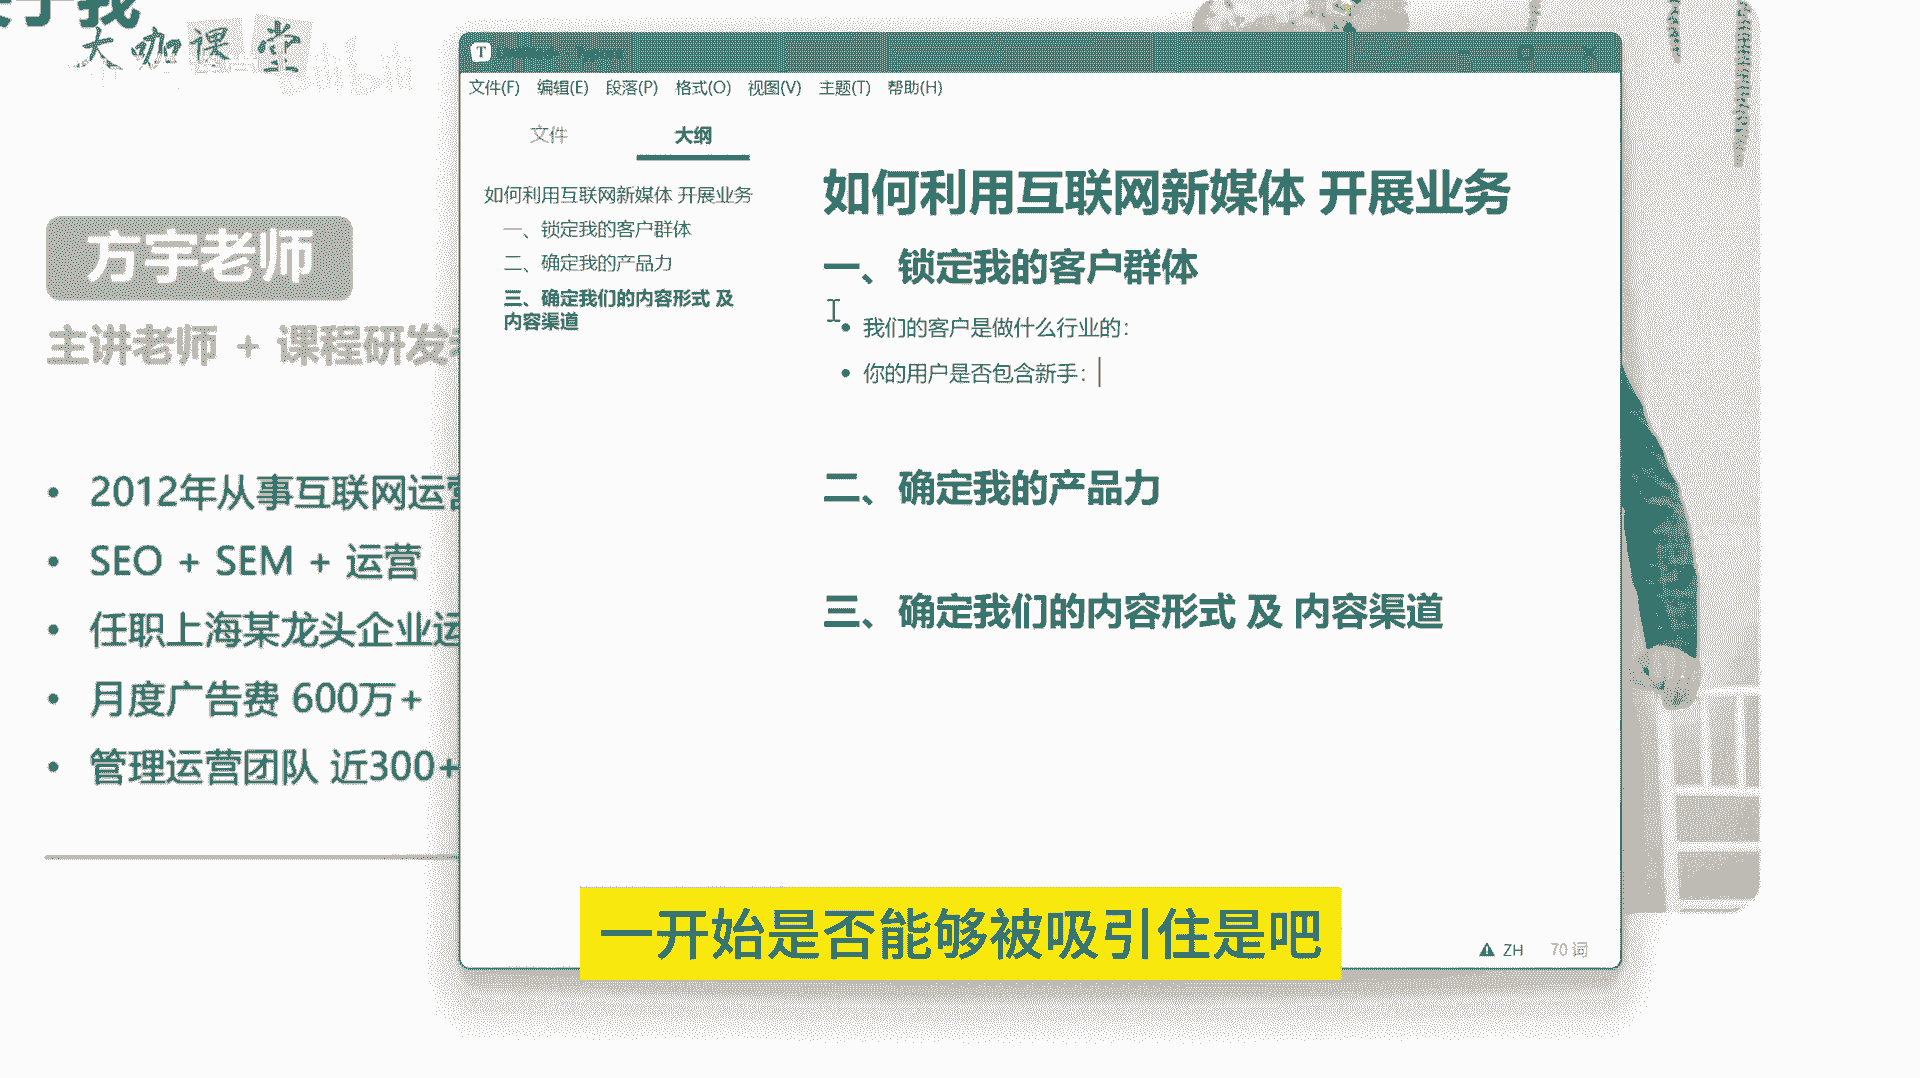 大咖课堂
方宇老师
主讲老师 + 课程研发
2012年从事互联网运营
SEO + SEM + 运营
任职上海某龙头企业运
月度广告费 600万+
管理运营团队 近300+
文件(F) 编辑(E) 段落(P) 格式(O) 视图(V) 主题(T) 帮助(H)
文件 大纲
如何利用互联网新媒体 开展业务
一、锁定我的客户群体
二、确定我的产品力
三、确定我们的内容形式 及
内容渠道
如何利用互联网新媒体 开展业务
一、锁定我的客户群体
我们的客户是做什么行业的：
你的用户是否包含新手：
二、确定我的产品力
三、确定我们的内容形式 及 内容渠道
一开始是否能够被吸引住是吧
ZH 70 词